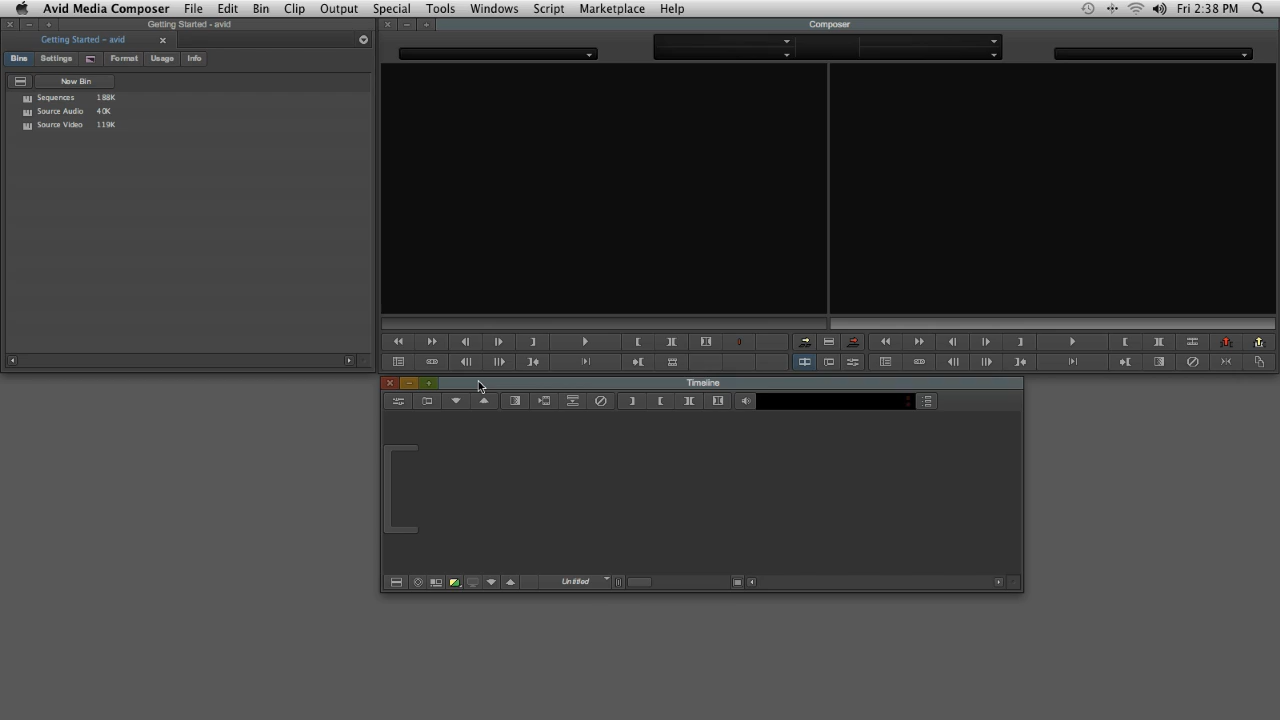 Avid Media Composer File Edit Bin Clip Output Special Tools Windows Script Marketplace Help Fri 2:38 PM
Getting Started - avid
Composer
Getting Started - avid
Bins Settings Format Usage Info
New Bin
Sequences 188K
Source Audio 40K
Source Video 119K
Timeline
Untitled